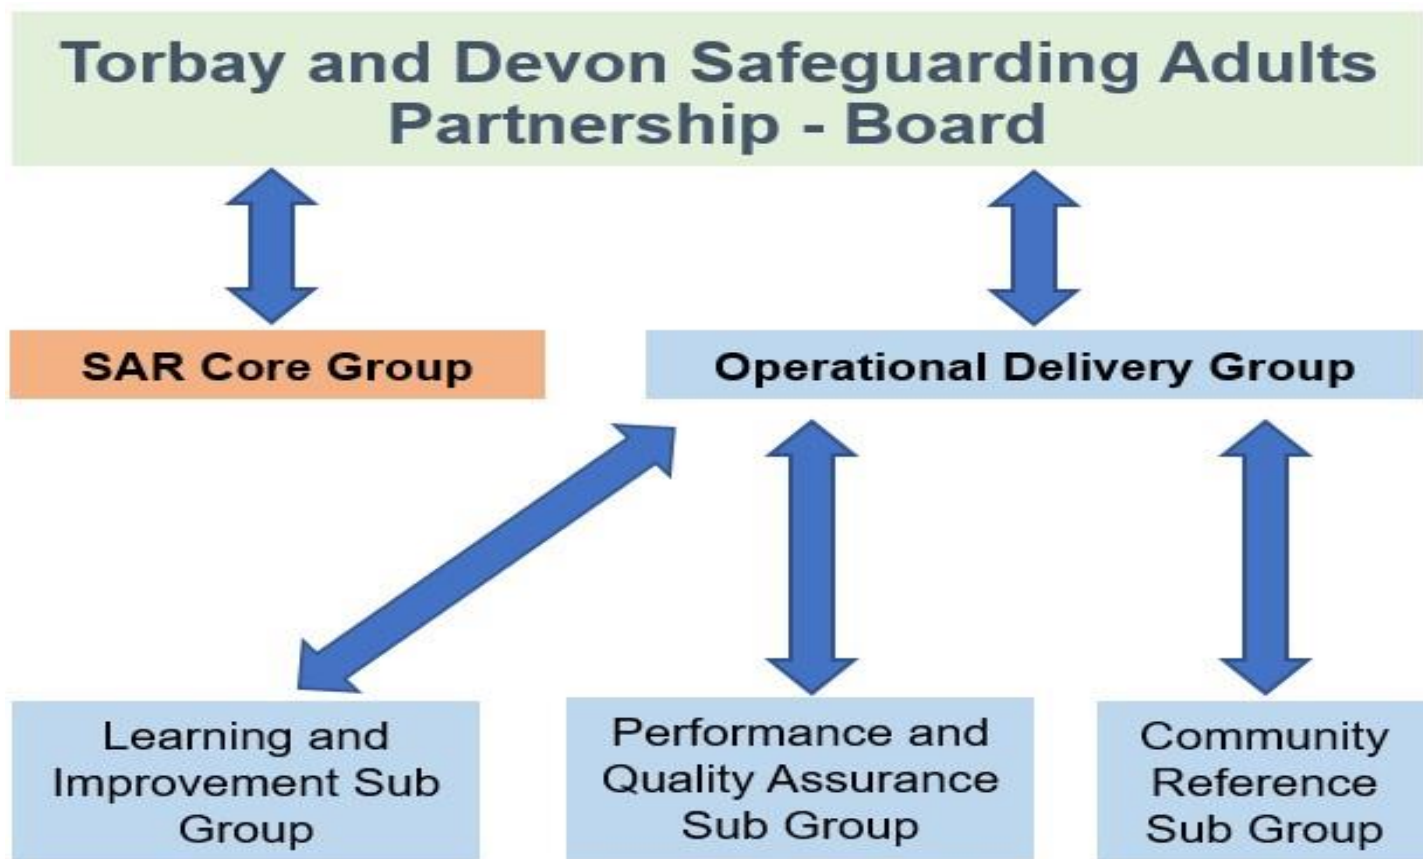 Torbay and Devon Safeguarding Adults
Partnership - Board
SAR Core Group
Operational Delivery Group
Learning and
Improvement Sub
Group
Performance and
Quality Assurance
Sub Group
Community
Reference
Sub Group